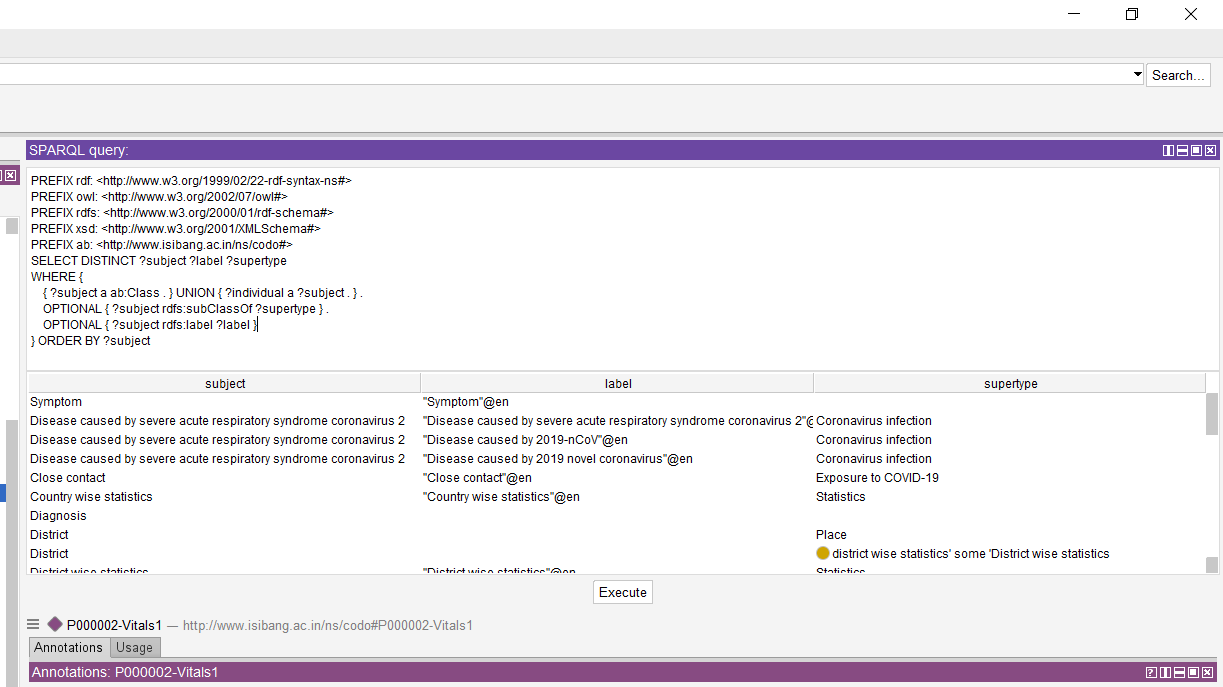 Search...
SPARQL query:
PREFIX rdf: <http://www.w3.org/1999/02/22-rdf-syntax-ns#>
PREFIX owl: <http://www.w3.org/2002/07/owl#>
PREFIX rdfs: <http://www.w3.org/2000/01/rdf-schema#>
PREFIX xsd: <http://www.w3.org/2001/XMLSchema#>
PREFIX ab: <http://www.isibang.ac.in/ns/codo#>
SELECT DISTINCT ?subject ?label ?supertype
WHERE {
{ ?subject a ab:Class . } UNION { ?individual a ?subject . } .
OPTIONAL { ?subject rdfs:subClassOf ?supertype } .
OPTIONAL { ?subject rdfs:label ?label }
} ORDER BY ?subject
subject label supertype
Symptom "Symptom"@en
Disease caused by severe acute respiratory syndrome coronavirus 2 "Disease caused by severe acute respiratory syndrome coronavirus 2"@ Coronavirus infection
Disease caused by severe acute respiratory syndrome coronavirus 2 "Disease caused by 2019-nCoV"@en Coronavirus infection
Disease caused by severe acute respiratory syndrome coronavirus 2 "Disease caused by 2019 novel coronavirus"@en Coronavirus infection
Close contact "Close contact"@en Exposure to COVID-19
Country wise statistics "Country wise statistics"@en Statistics
Diagnosis
District Place
District district wise statistics' some 'District wise statistics
District wise statistics "District wise statistics"@en Statistics
Execute
P000002-Vitals1 — http://www.isibang.ac.in/ns/codo#P000002-Vitals1
Annotations Usage
Annotations: P000002-Vitals1